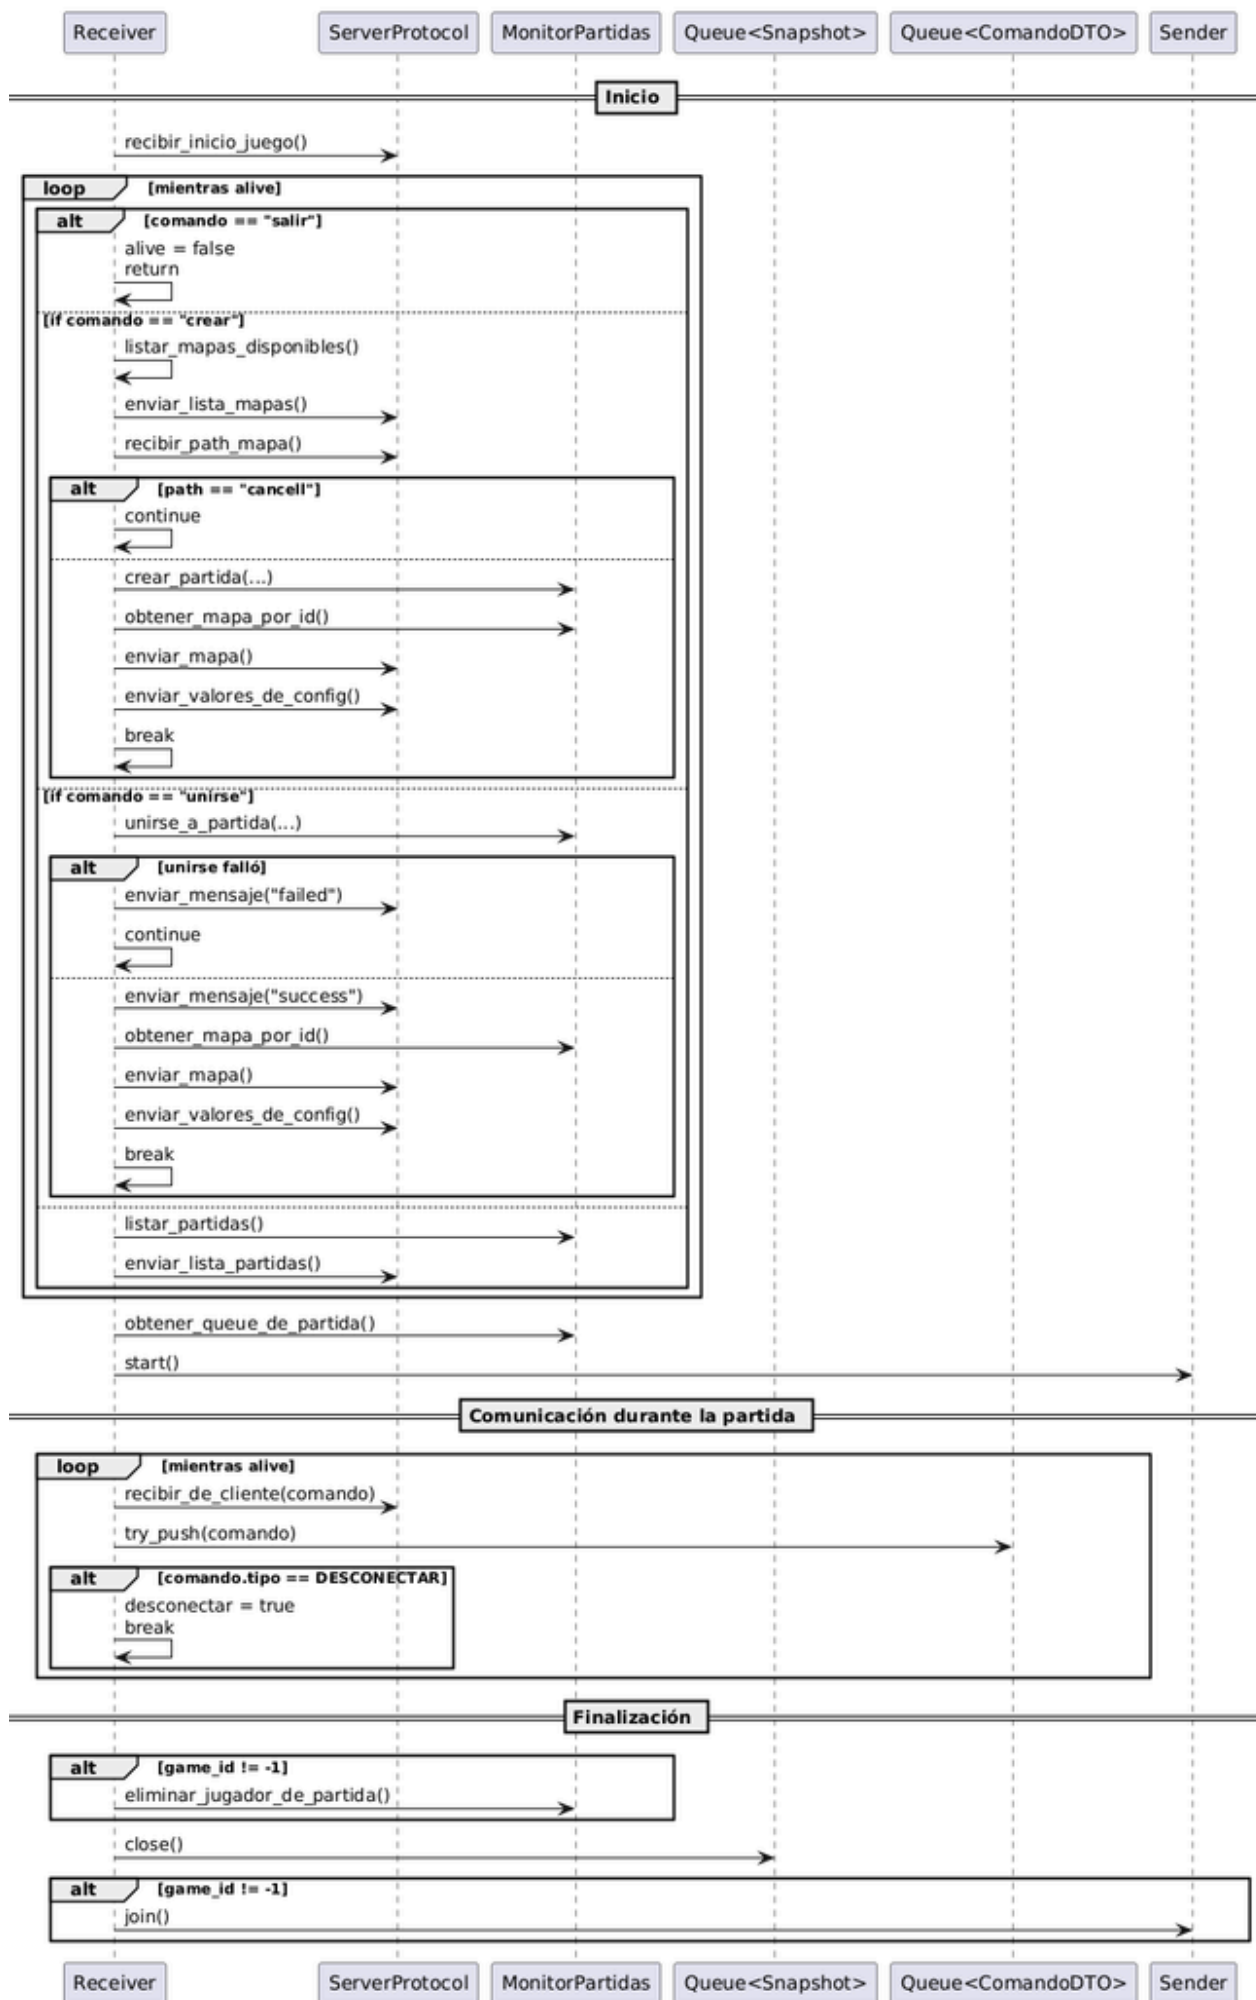 Receiver ServerProtocol MonitorPartidas Queue<Snapshot> Queue<ComandoDTO> Sender
Inicio
recibir_inicio_juego()
loop [mientras alive]
alt [comando == "salir"]
alive = false
return
[if comando == "crear"]
listar_mapas_disponibles()
enviar_lista_mapas()
recibir_path_mapa()
alt [path == "cancell"]
continue
crear_partida(...)
obtener_mapa_por_id()
enviar_mapa()
enviar_valores_de_config()
break
[if comando == "unirse"]
unirse_a_partida(...)
alt [unirse falló]
enviar_mensaje("failed")
continue
enviar_mensaje("success")
obtener_mapa_por_id()
enviar_mapa()
enviar_valores_de_config()
break
listar_partidas()
enviar_lista_partidas()
obtener_queue_de_partida()
start()
Comunicación durante la partida
loop [mientras alive]
recibir_de_cliente(comando)
try_push(comando)
alt [comando.tipo == DESCONECTAR]
desconectar = true
break
Finalización
alt [game_id != -1]
eliminar_jugador_de_partida()
close()
alt [game_id != -1]
join()
Receiver ServerProtocol MonitorPartidas Queue<Snapshot> Queue<ComandoDTO> Sender